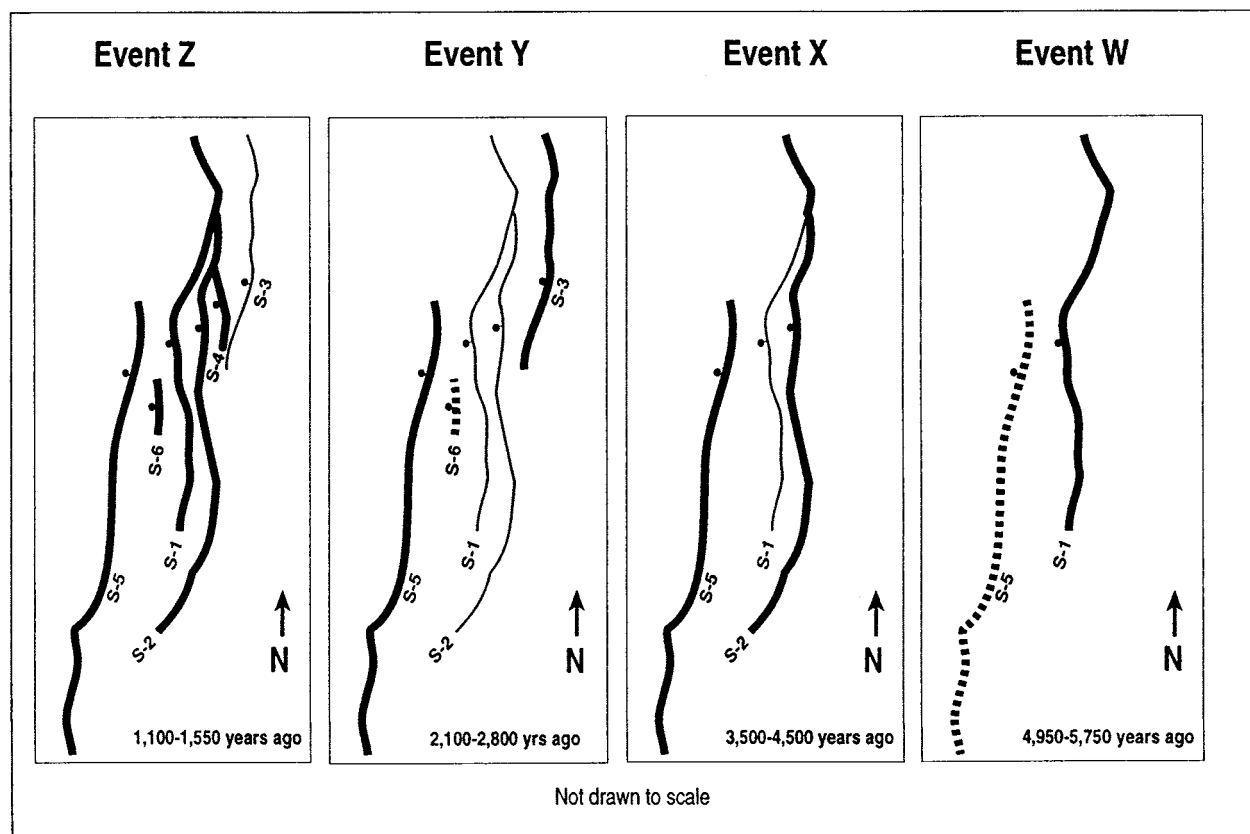 Event Z
Event Y
Event X
Event W
S-3
S-4
S-6
S-1
S-5
S-2
N
1,100-1,550 years ago
S-3
S-6
S-1
S-5
S-2
N
2,100-2,800 yrs ago
S-1
S-5
S-2
N
3,500-4,500 years ago
S-1
S-5
N
4,950-5,750 years ago
Not drawn to scale